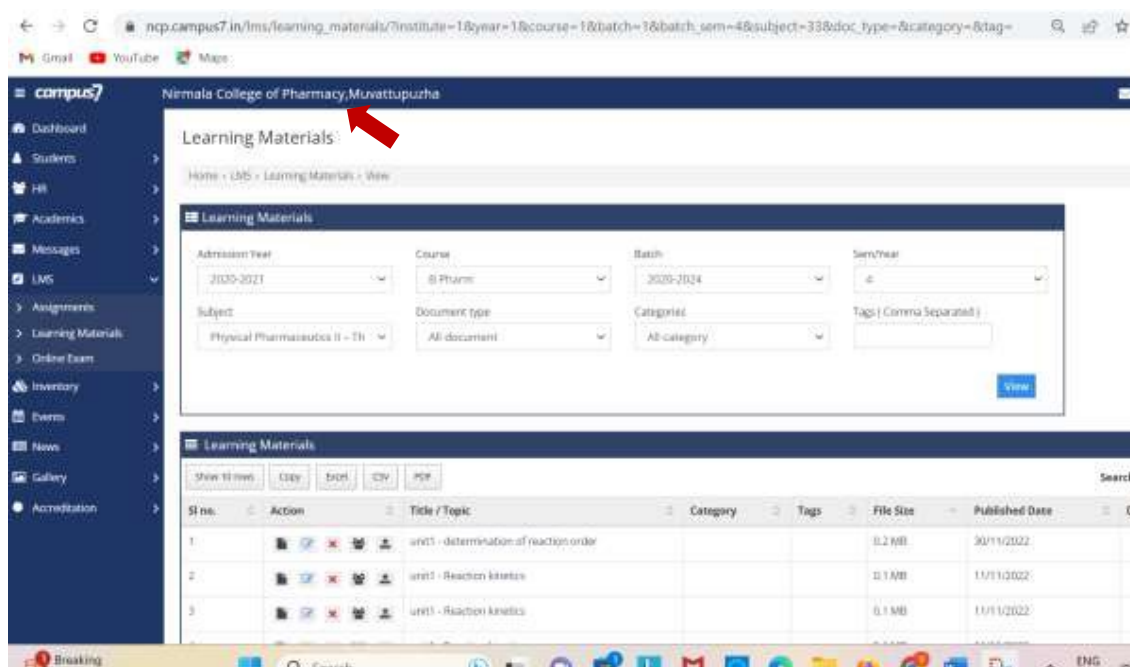 ncp.campus7.in/lms/learning_materials/?institute=1&year=1&course=1&batch=1&batch_sem=4&subject=33&doc_type=&category=&tag=
Gmail YouTube Maps
campus7 Nirmala College of Pharmacy,Muvattupuzha
Dashboard
Students
HR
Academics
Messages
LMS
Assignments
Learning Materials
Online Exam
Inventory
Events
News
Gallery
Accreditation
Learning Materials
Home - LMS - Learning Materials - View
Learning Materials
Admission Year Course Batch Sem/Year
2020-2021 B Pharm 2020-2024 4
Subject Document type Categories Tags ( Comma Separated )
Physical Pharmaceutics II - Th All document All category
View
Learning Materials
Show 10 rows Copy Excel CSV PDF Search
Sl no. Action Title / Topic Category Tags File Size Published Date
1 unit1 - determination of reaction order 0.2 MB 30/11/2022
2 unit1 - Reaction kinetics 0.1 MB 11/11/2022
3 unit1 - Reaction kinetics 0.1 MB 11/11/2022
Breaking Search ENG